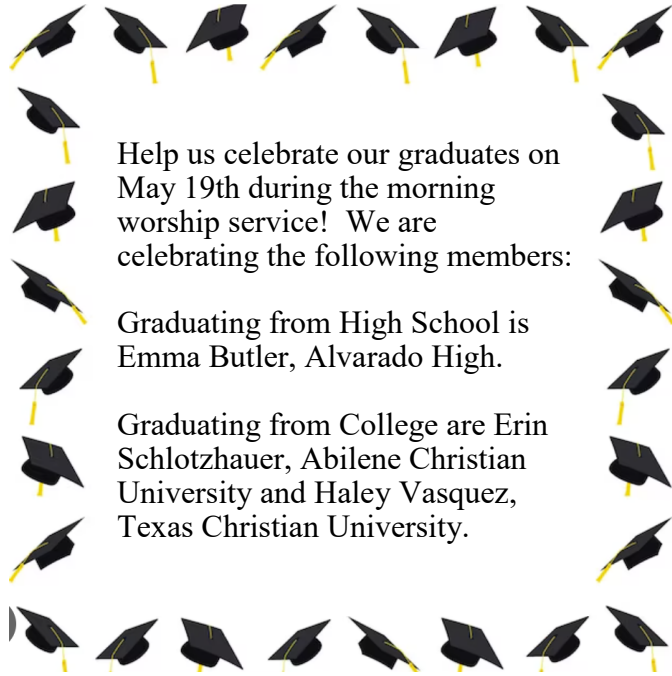 Help us celebrate our graduates on
May 19th during the morning
worship service!  We are
celebrating the following members:
Graduating from High School is
Emma Butler, Alvarado High.
Graduating from College are Erin
Schlotzhauer, Abilene Christian
University and Haley Vasquez,
Texas Christian University.